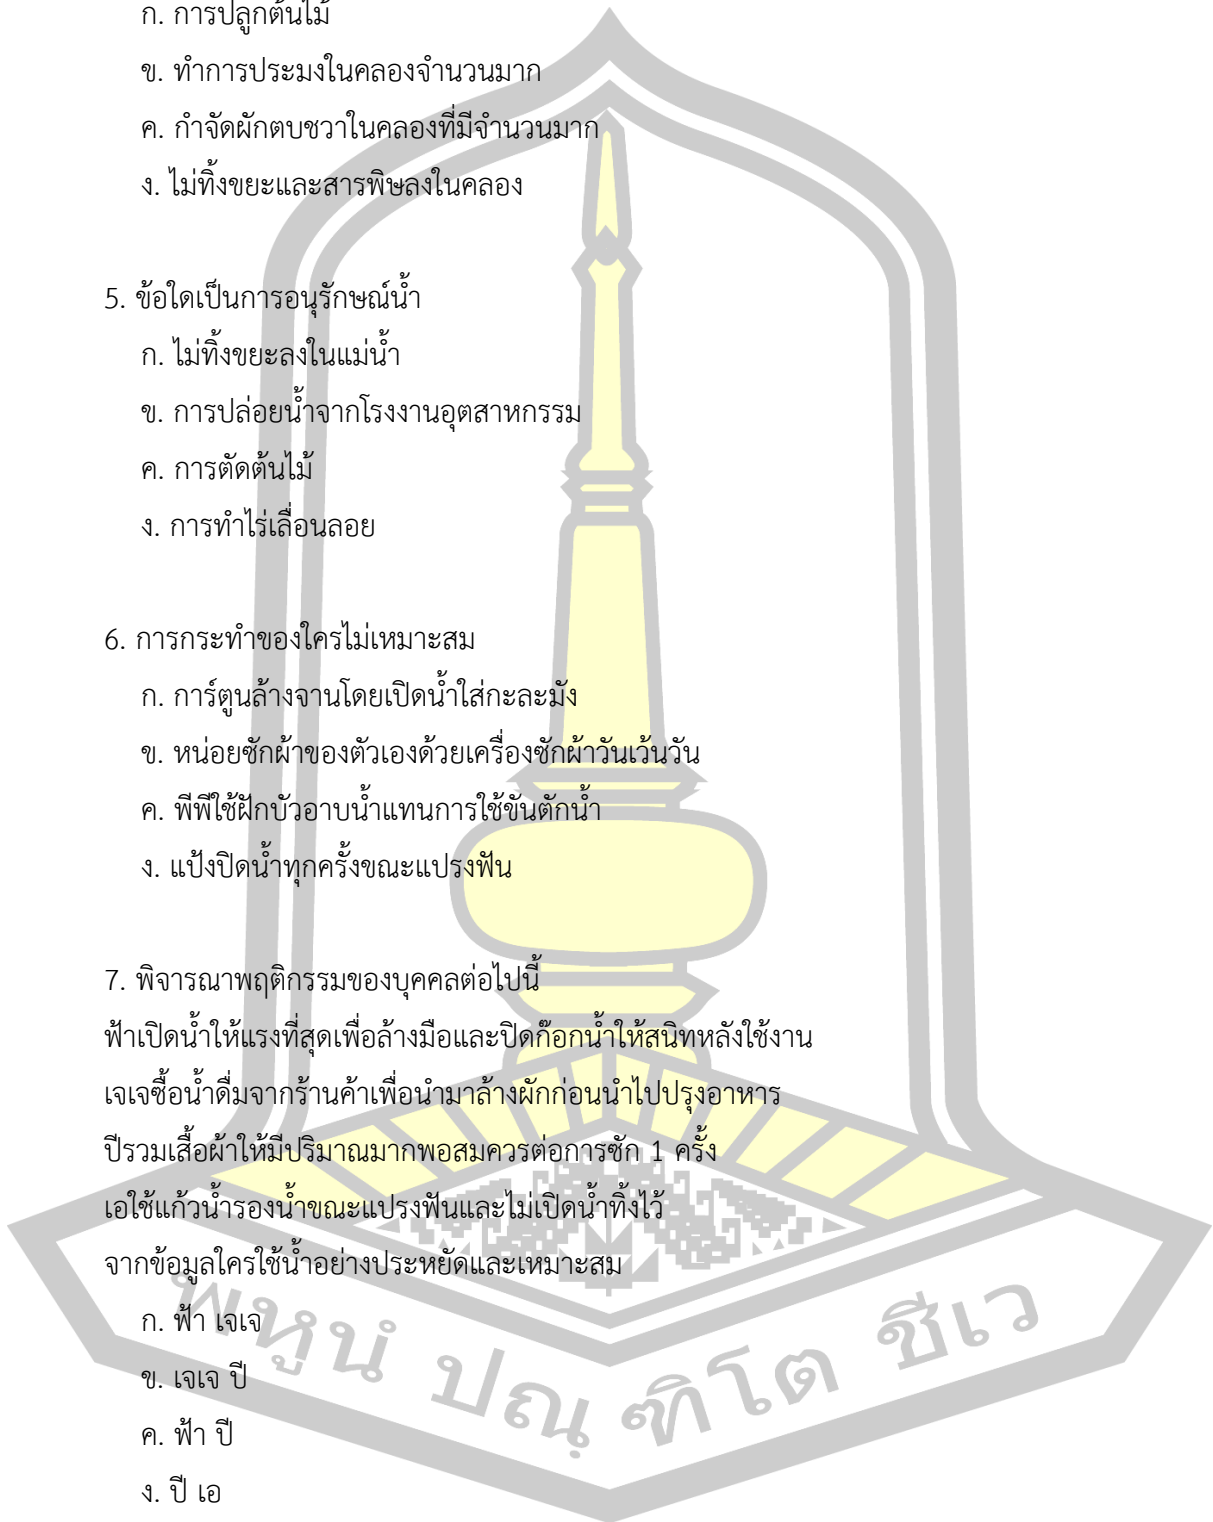 ก. การปลูกต้นไม้
ข. ทำการประมงในคลองจำนวนมาก
ค. กำจัดผักตบชวาในคลองที่มีจำนวนมาก
ง. ไม่ทิ้งขยะและสารพิษลงในคลอง
5. ข้อใดเป็นการอนุรักษณ์น้ำ
ก. ไม่ทิ้งขยะลงในแม่น้ำ
ข. การปล่อยน้ำจากโรงงานอุตสาหกรรม
ค. การตัดต้นไม้
ง. การทำไร่เลื่อนลอย
6. การกระทำของใครไม่เหมาะสม
ก. การ์ตูนล้างจานโดยเปิดน้ำใส่กะละมัง
ข. หน่อยซักผ้าของตัวเองด้วยเครื่องซักผ้าวันเว้นวัน
ค. พีพีใช้ฝักบัวอาบน้ำแทนการใช้ขันตักน้ำ
ง. แป้งปิดน้ำทุกครั้งขณะแปรงฟัน
7. พิจารณาพฤติกรรมของบุคคลต่อไปนี้
ฟ้าเปิดน้ำให้แรงที่สุดเพื่อล้างมือและปิดก๊อกน้ำให้สนิทหลังใช้งาน
เจเจซื้อน้ำดื่มจากร้านค้าเพื่อนำมาล้างผักก่อนนำไปปรุงอาหาร
ปีรวมเสื้อผ้าให้มีปริมาณมากพอสมควรต่อการซัก 1 ครั้ง
เอใช้แก้วน้ำรองน้ำขณะแปรงฟันและไม่เปิดน้ำทิ้งไว้
จากข้อมูลใครใช้น้ำอย่างประหยัดและเหมาะสม
ก. ฟ้า เจเจ
ข. เจเจ ปี
ค. ฟ้า ปี
ง. ปี เอ
พหูนํ ปณฺฑิโต ชีเว